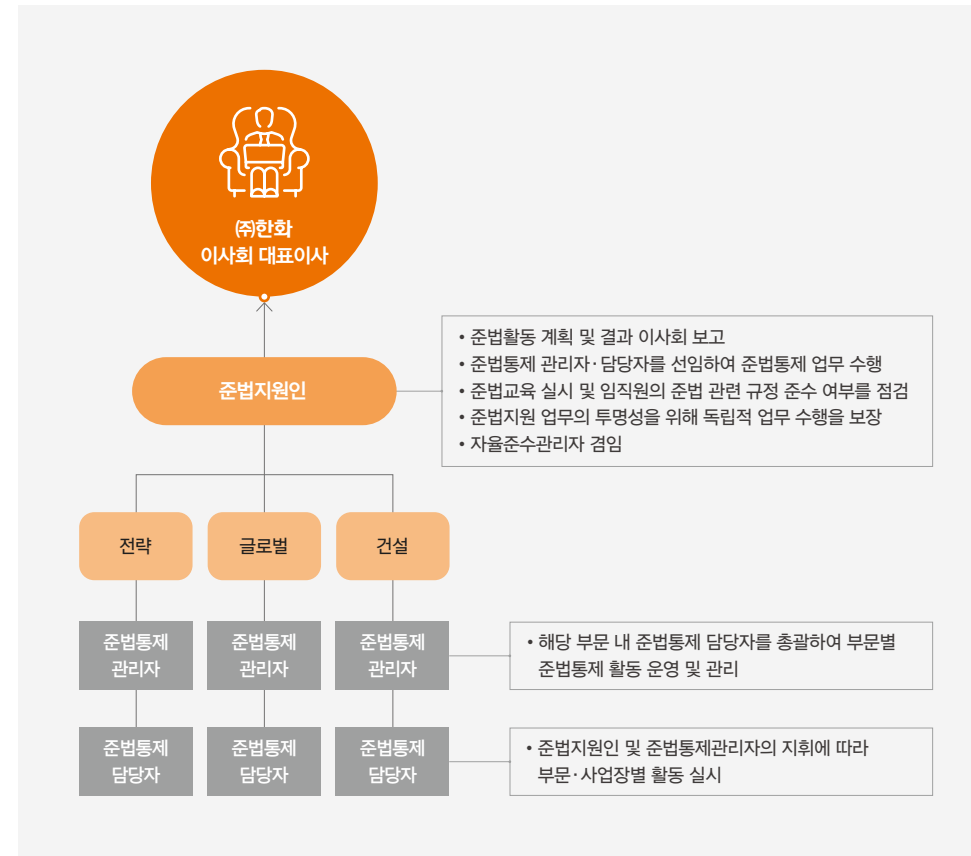 ㈜한화
이사회 대표이사
준법지원인
• 준법활동 계획 및 결과 이사회 보고
• 준법통제 관리자·담당자를 선임하여 준법통제 업무 수행
• 준법교육 실시 및 임직원의 준법 관련 규정 준수 여부를 점검
• 준법지원 업무의 투명성을 위해 독립적 업무 수행을 보장
• 자율준수관리자 겸임
전략
글로벌
건설
준법통제
관리자
준법통제
관리자
준법통제
관리자
• 해당 부문 내 준법통제 담당자를 총괄하여 부문별
준법통제 활동 운영 및 관리
준법통제
담당자
준법통제
담당자
준법통제
담당자
• 준법지원인 및 준법통제관리자의 지휘에 따라
부문·사업장별 활동 실시